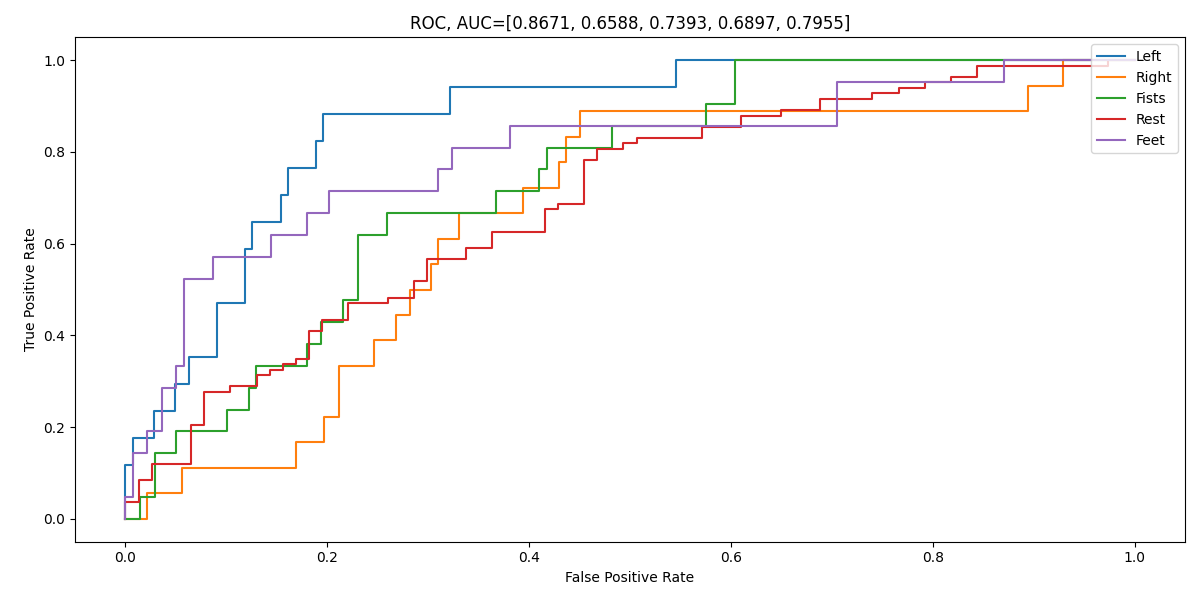 ROC, AUC=[0.8671, 0.6588, 0.7393, 0.6897, 0.7955]
1.0
0.8
0.6
0.4
0.2
0.0
True Positive Rate
Left
Right
Fists
Rest
Feet
0.0 0.2 0.4 0.6 0.8 1.0
False Positive Rate